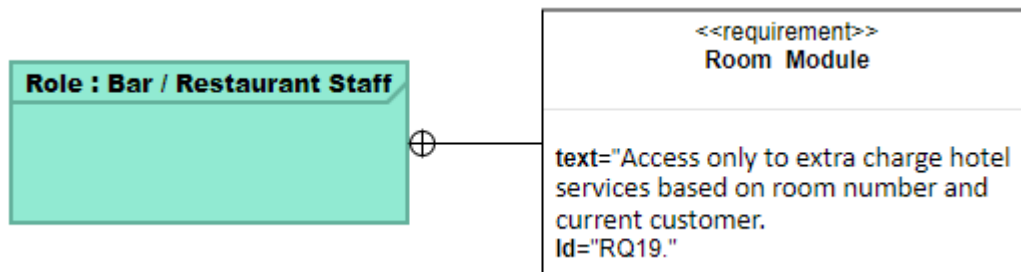 Role : Bar / Restaurant Staff
<<requirement>>
Room Module
text="Access only to extra charge hotel
services based on room number and
current customer.
Id="RQ19."